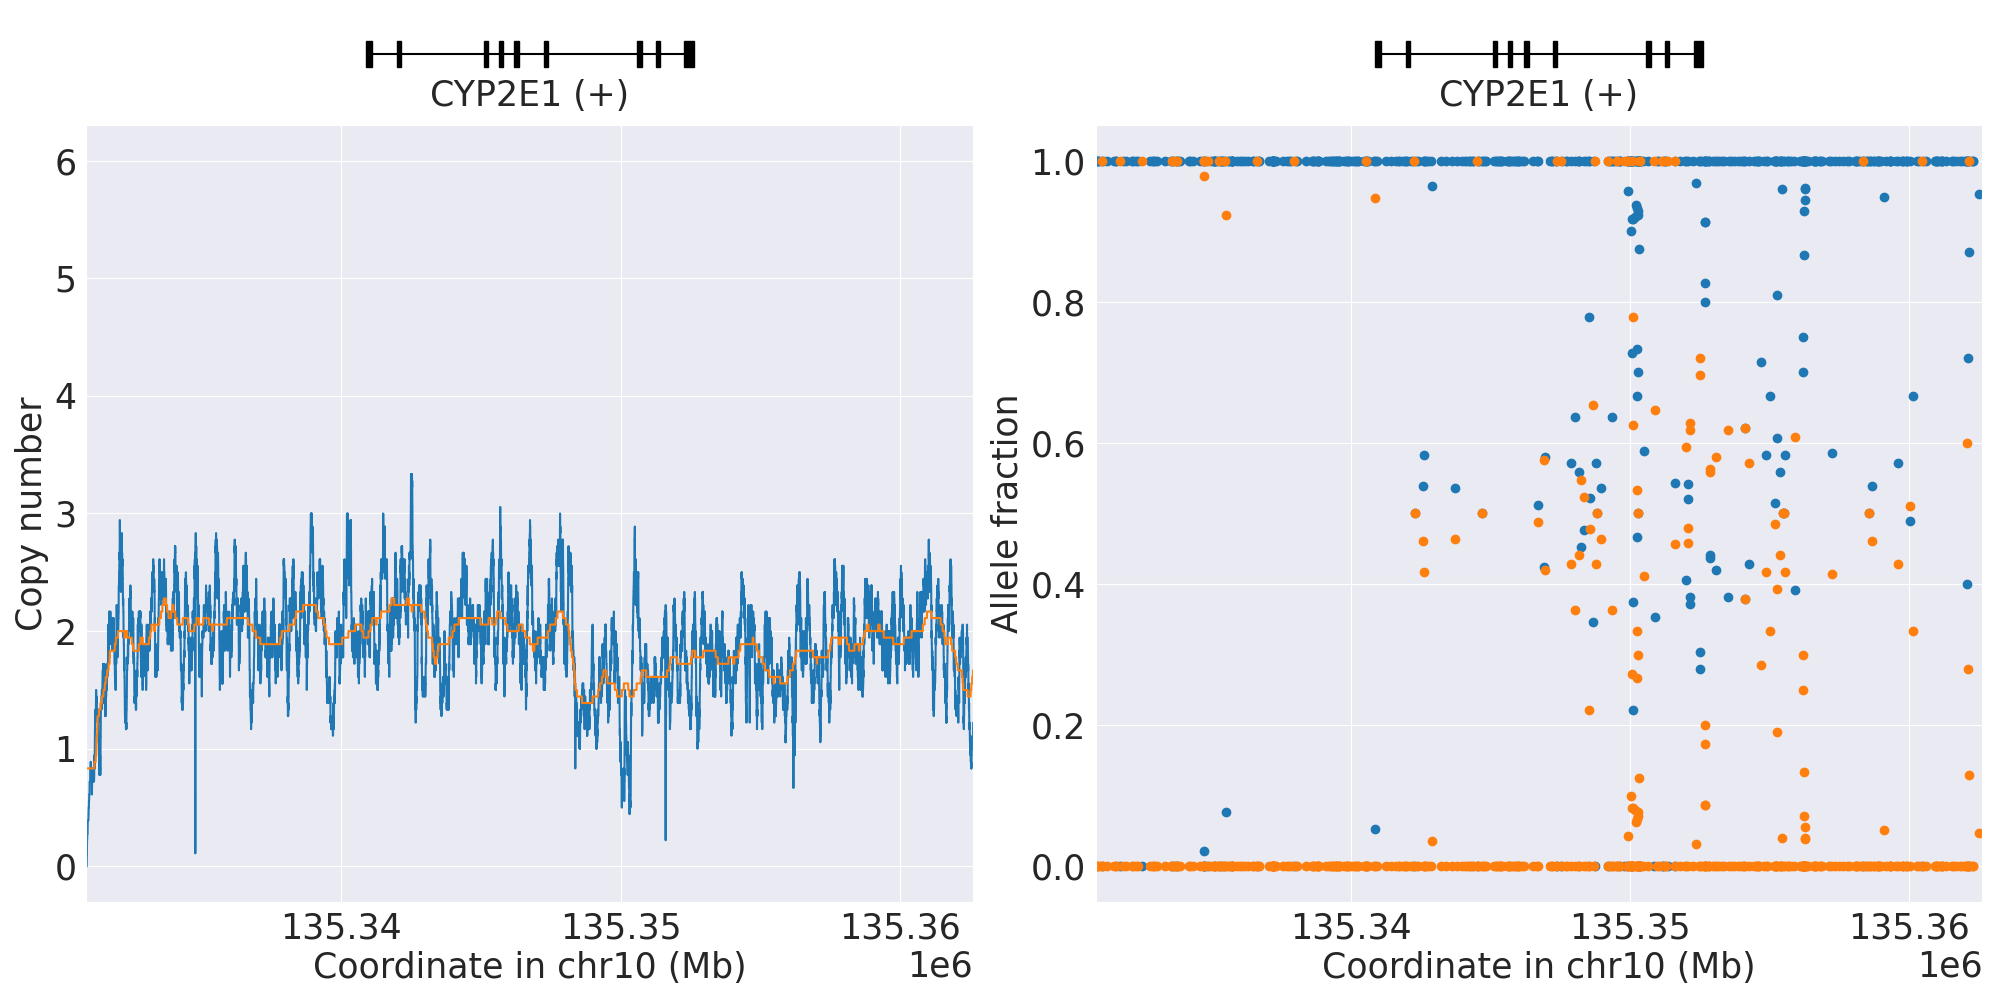 CYP2E1 (+)
6
5
4
3
2
1
0
Copy number
135.34
135.35
135.36
Coordinate in chr10 (Mb)
1e6
CYP2E1 (+)
1.0
0.8
0.6
0.4
0.2
0.0
Allele fraction
135.34
135.35
135.36
Coordinate in chr10 (Mb)
1e6